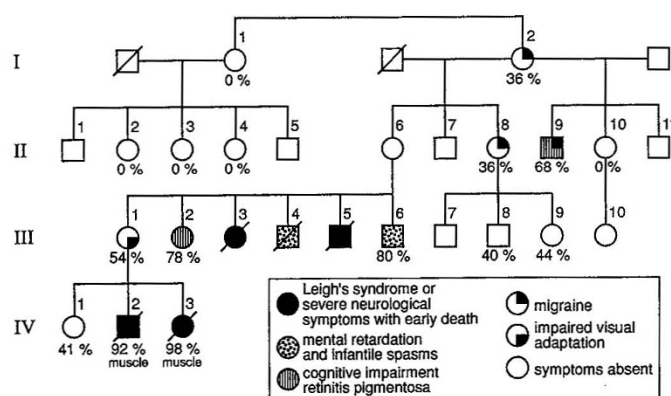 1
2
I
0 %
36 %
1
2
3
4
5
6
7
8
9
10
11
II
0 %
0 %
0 %
36 %
68 %
0 %
1
2
3
4
5
6
7
8
9
10
III
54 %
78 %
80 %
40 %
44 %
1
2
3
IV
41 %
92 %
98 %
muscle
muscle
Leigh's syndrome or
severe neurological
symptoms with early death
mental retardation
and infantile spasms
cognitive impairment
retinitis pigmentosa
migraine
impaired visual
adaptation
symptoms absent